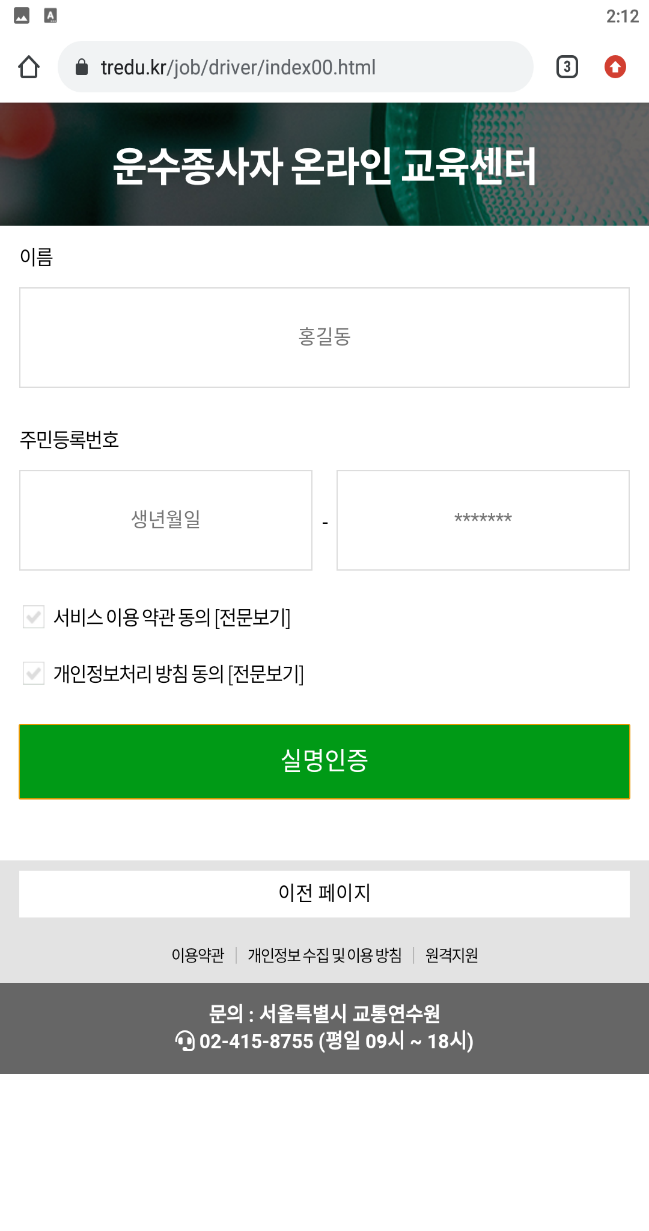 2:12
tredu.kr/job/driver/index00.html
3
운수종사자 온라인 교육센터
이름
홍길동
주민등록번호
생년월일 - *******
서비스 이용 약관 동의 [전문보기]
개인정보처리 방침 동의 [전문보기]
실명인증
이전 페이지
이용약관 | 개인정보 수집 및 이용 방침 | 원격지원
문의 : 서울특별시 교통연수원
02-415-8755 (평일 09시 ~ 18시)